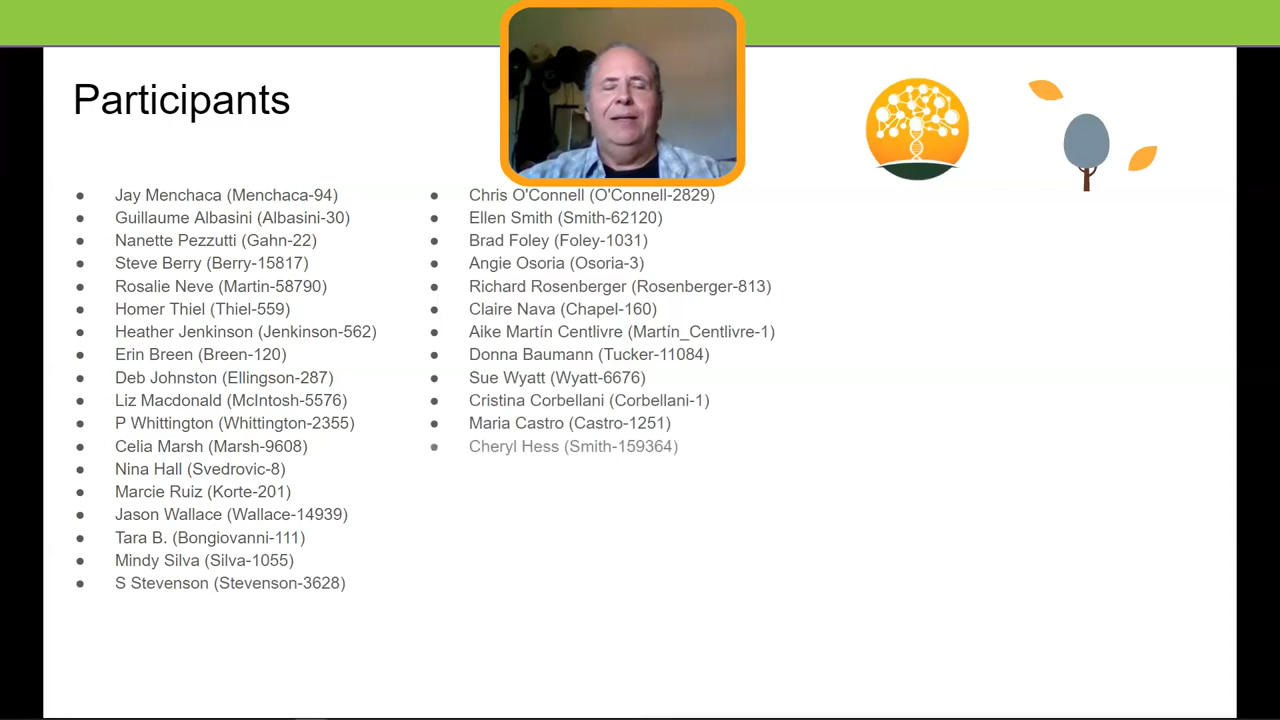 Participants
Jay Menchaca (Menchaca-94)
Guillaume Albasini (Albasini-30)
Nanette Pezzutti (Gahn-22)
Steve Berry (Berry-15817)
Rosalie Neve (Martin-58790)
Homer Thiel (Thiel-559)
Heather Jenkinson (Jenkinson-562)
Erin Breen (Breen-120)
Deb Johnston (Ellingson-287)
Liz Macdonald (McIntosh-5576)
P Whittington (Whittington-2355)
Celia Marsh (Marsh-9608)
Nina Hall (Svedrovic-8)
Marcie Ruiz (Korte-201)
Jason Wallace (Wallace-14939)
Tara B. (Bongiovanni-111)
Mindy Silva (Silva-1055)
S Stevenson (Stevenson-3628)
Chris O'Connell (O'Connell-2829)
Ellen Smith (Smith-62120)
Brad Foley (Foley-1031)
Angie Osoria (Osoria-3)
Richard Rosenberger (Rosenberger-813)
Claire Nava (Chapel-160)
Aike Martín Centlivre (Martín_Centlivre-1)
Donna Baumann (Tucker-11084)
Sue Wyatt (Wyatt-6676)
Cristina Corbellani (Corbellani-1)
Maria Castro (Castro-1251)
Cheryl Hess (Smith-159364)